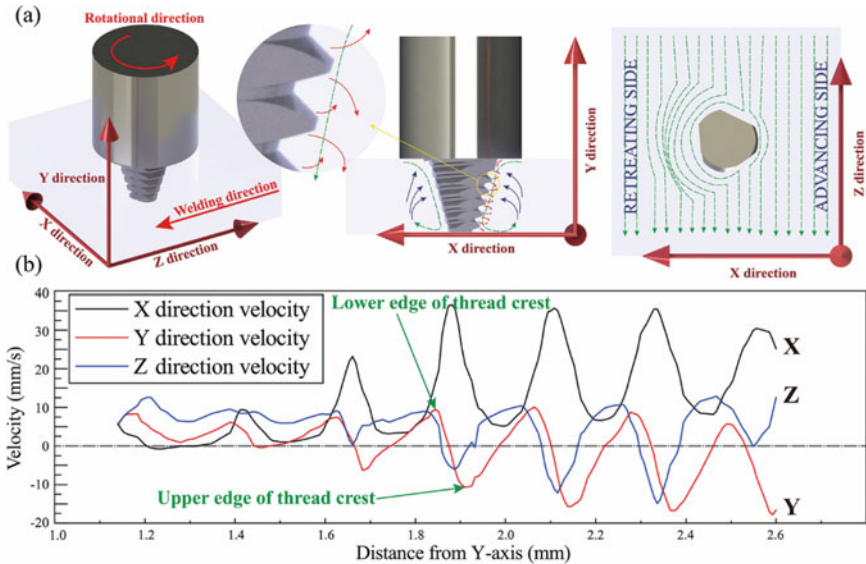 (a)
Rotational direction
Y direction
X direction
Z direction
Welding direction
X direction
Y direction
RETREATING SIDE
ADVANCING SIDE
Z direction
X direction
(b)
Velocity (mm/s)
40
30
20
10
0
-10
-20
X direction velocity
Y direction velocity
Z direction velocity
Lower edge of thread crest
Upper edge of thread crest
X
Z
Y
1.0 1.2 1.4 1.6 1.8 2.0 2.2 2.4 2.6
Distance from Y-axis (mm)